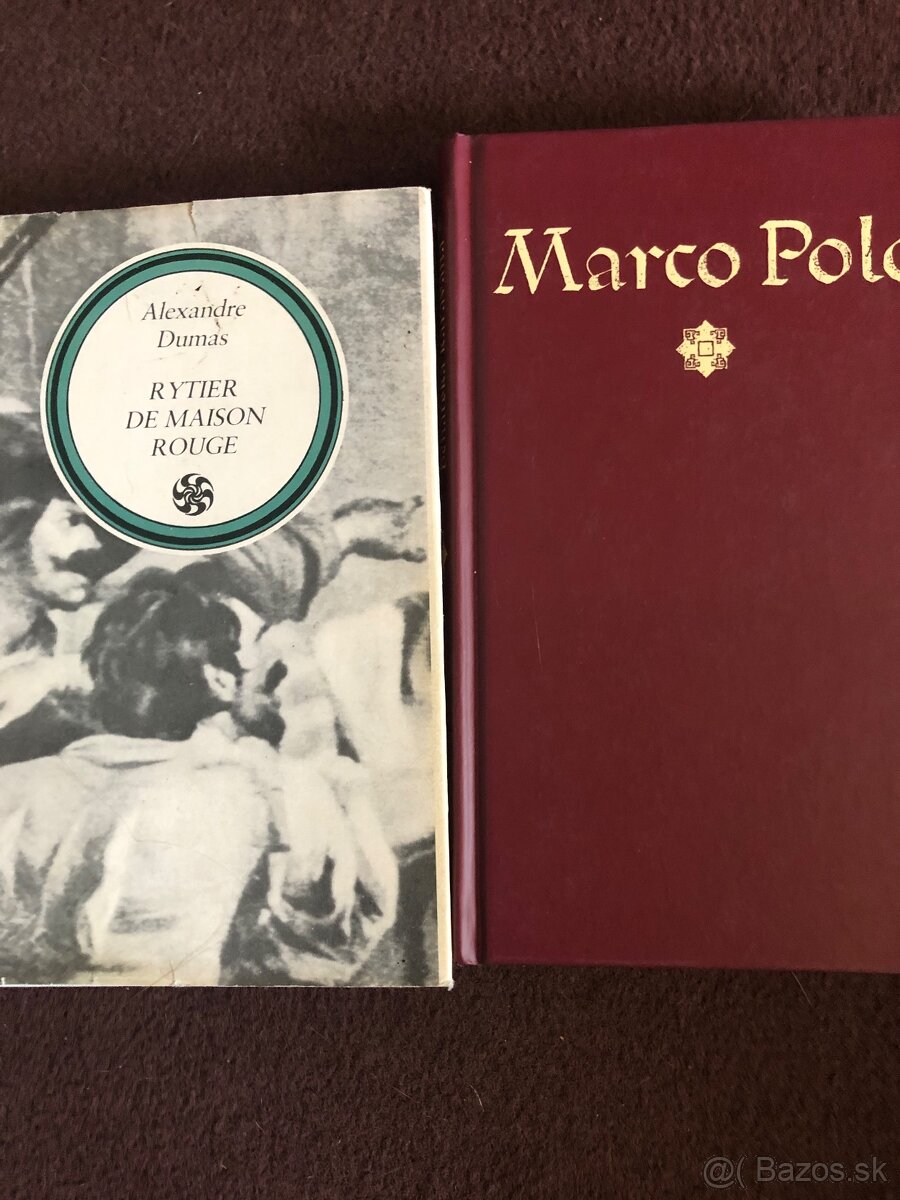 Alexandre
Dumas
RYTIER
DE MAISON
ROUGE
Marco Polo
@( Bazos.sk